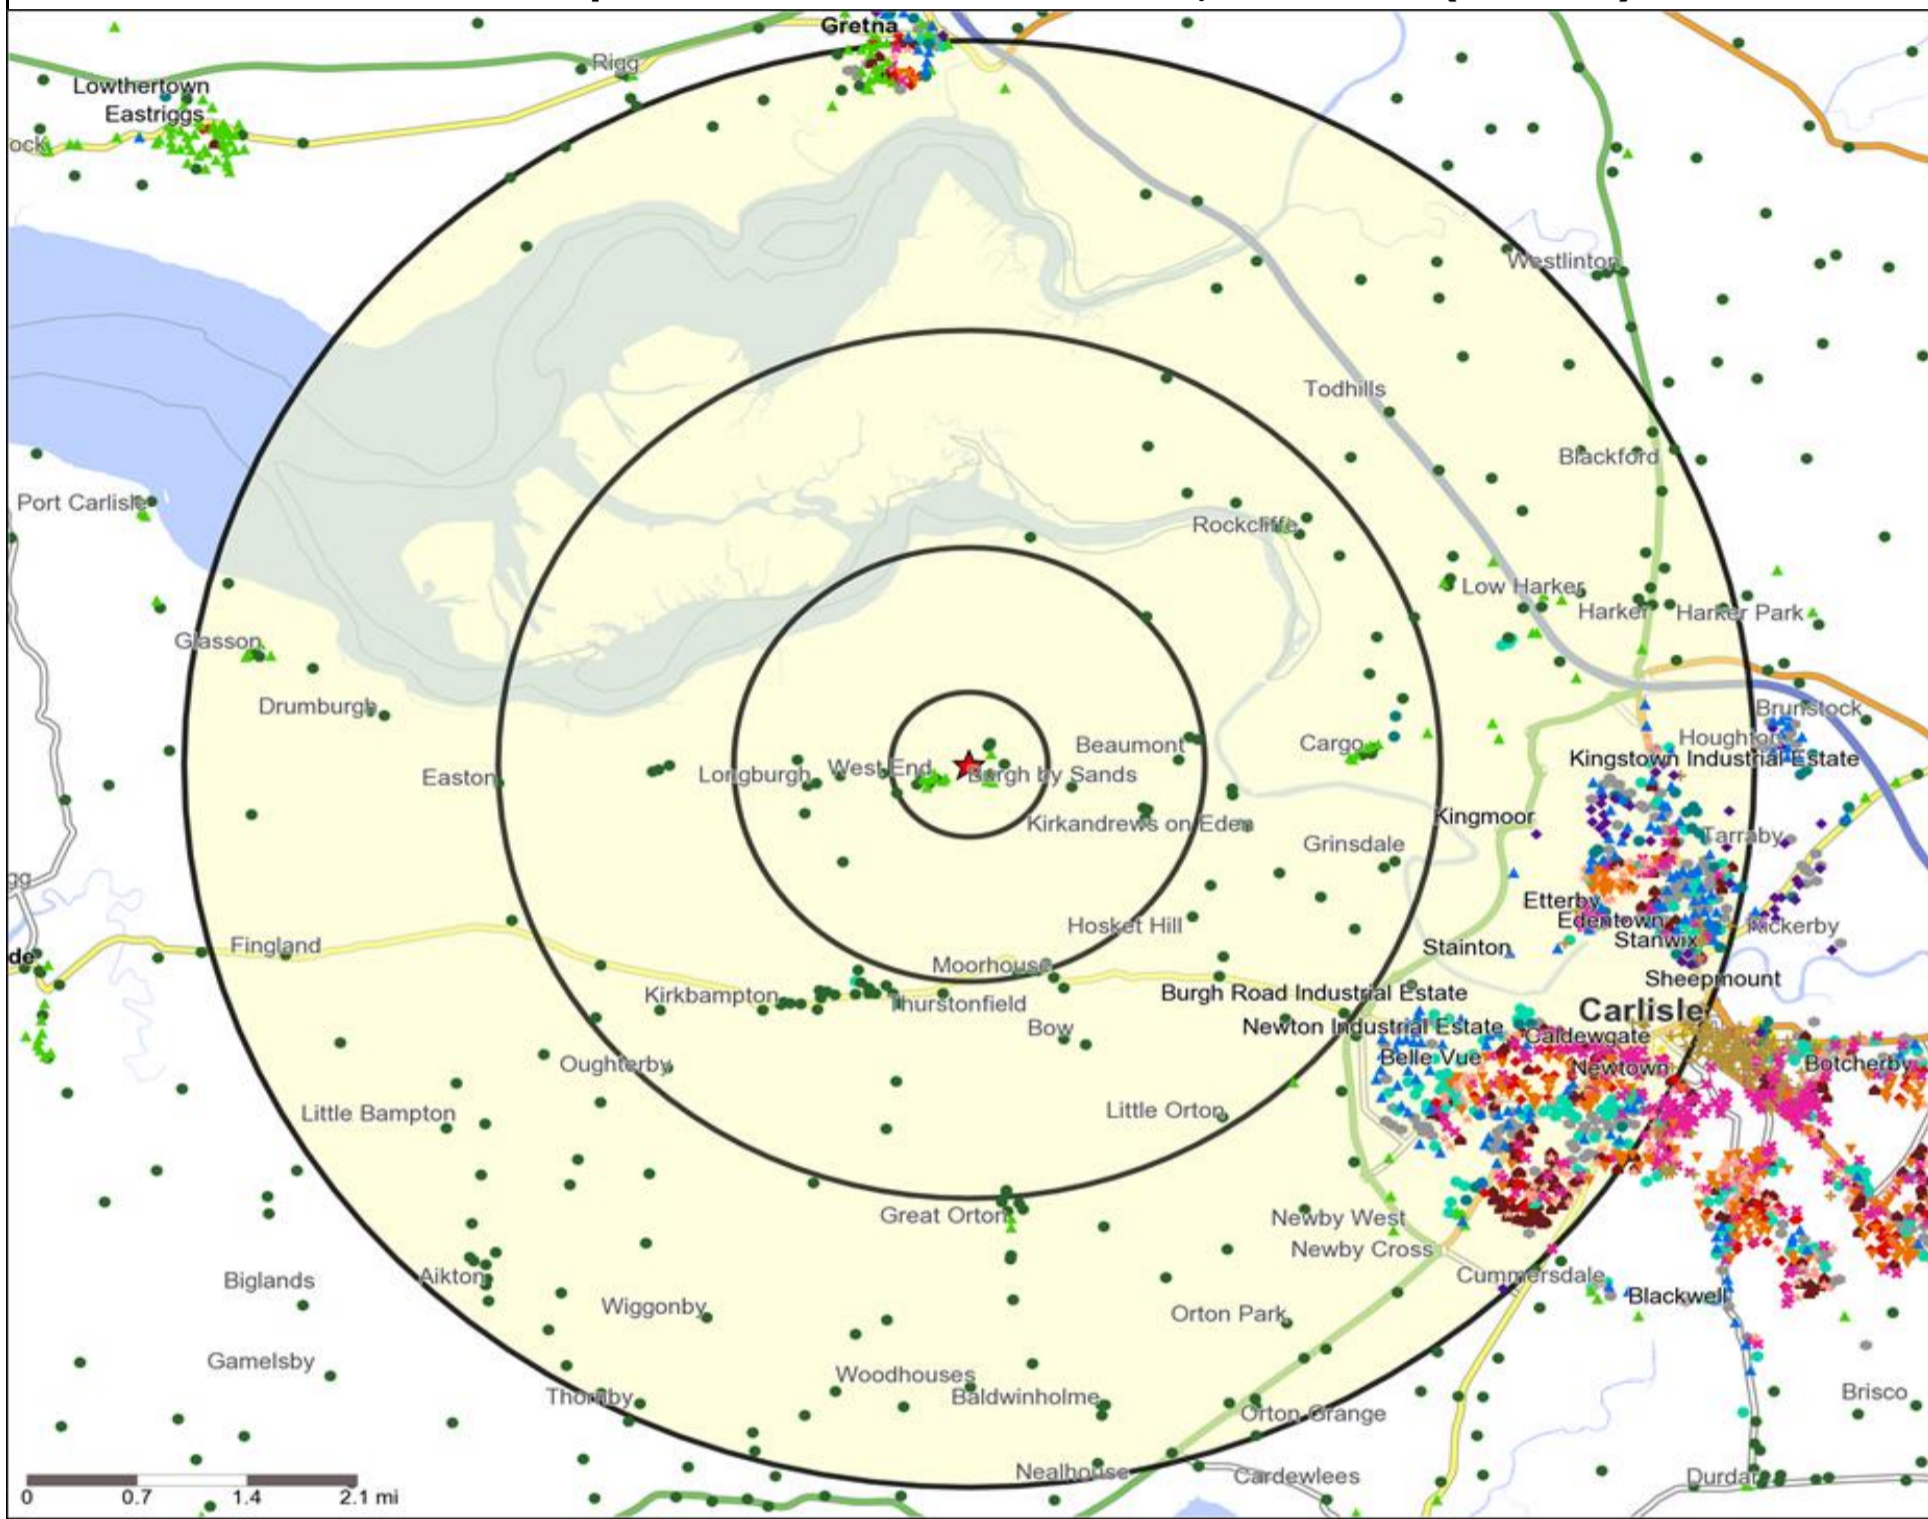 Gretna
Rigg
Lowthertown
Eastriggs
ock
Westlinton
Todhills
Blackford
Port Carlisle
Rockcliffe
Low Harker
Harker
Harker Park
Glasson
Drumburgh
Brunstock
Houghton
Beaumont
Cargo
Kingstown Industrial Estate
Easton
Longburgh
West End
Burgh by Sands
Kirkandrews on Eden
Kingmoor
Tarraby
Grinsdale
gg
Etterby
Edentown
Stanwix
Rickerby
Hosket Hill
Fingland
Stainton
de
Moorhouse
Sheepmount
Kirkbampton
Thurstonfield
Burgh Road Industrial Estate
Carlisle
Bow
Newton Industrial Estate
Caldewgate
Belle Vue
Newtown
Botcherby
Oughterby
Little Bampton
Little Orton
Great Orton
Newby West
Newby Cross
Biglands
Aikton
Cummersdale
Blackwell
Wiggonby
Orton Park
Gamelsby
Woodhouses
Thornby
Baldwinholme
Brisco
Orton Grange
Nealhouse
Cardewlees
Durdar
0 0.7 1.4 2.1 mi